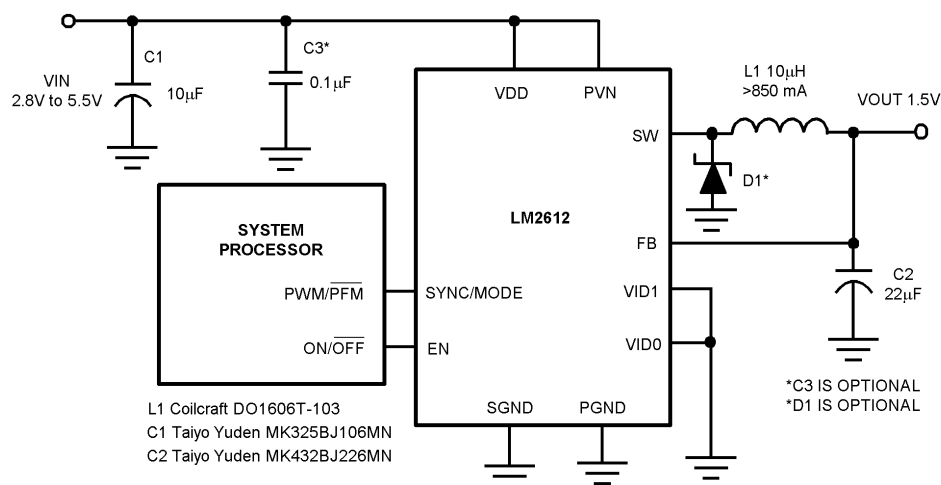 C1
C3*
VIN
2.8V to 5.5V
10µF
0.1µF
VDD
PVN
L1 10µH
>850 mA
VOUT 1.5V
SW
D1*
SYSTEM
PROCESSOR
LM2612
FB
C2
22µF
PWM/PFM
SYNC/MODE
VID1
ON/OFF
EN
VID0
*C3 IS OPTIONAL
*D1 IS OPTIONAL
L1 Coilcraft DO1606T-103
SGND
PGND
C1 Taiyo Yuden MK325BJ106MN
C2 Taiyo Yuden MK432BJ226MN